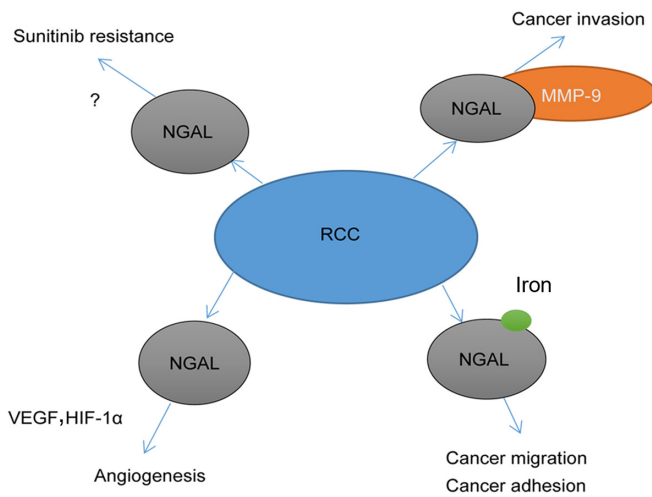 Cancer invasion
Sunitinib resistance
?
NGAL
NGAL
MMP-9
RCC
Iron
NGAL
NGAL
VEGF,HIF-1α
Angiogenesis
Cancer migration
Cancer adhesion